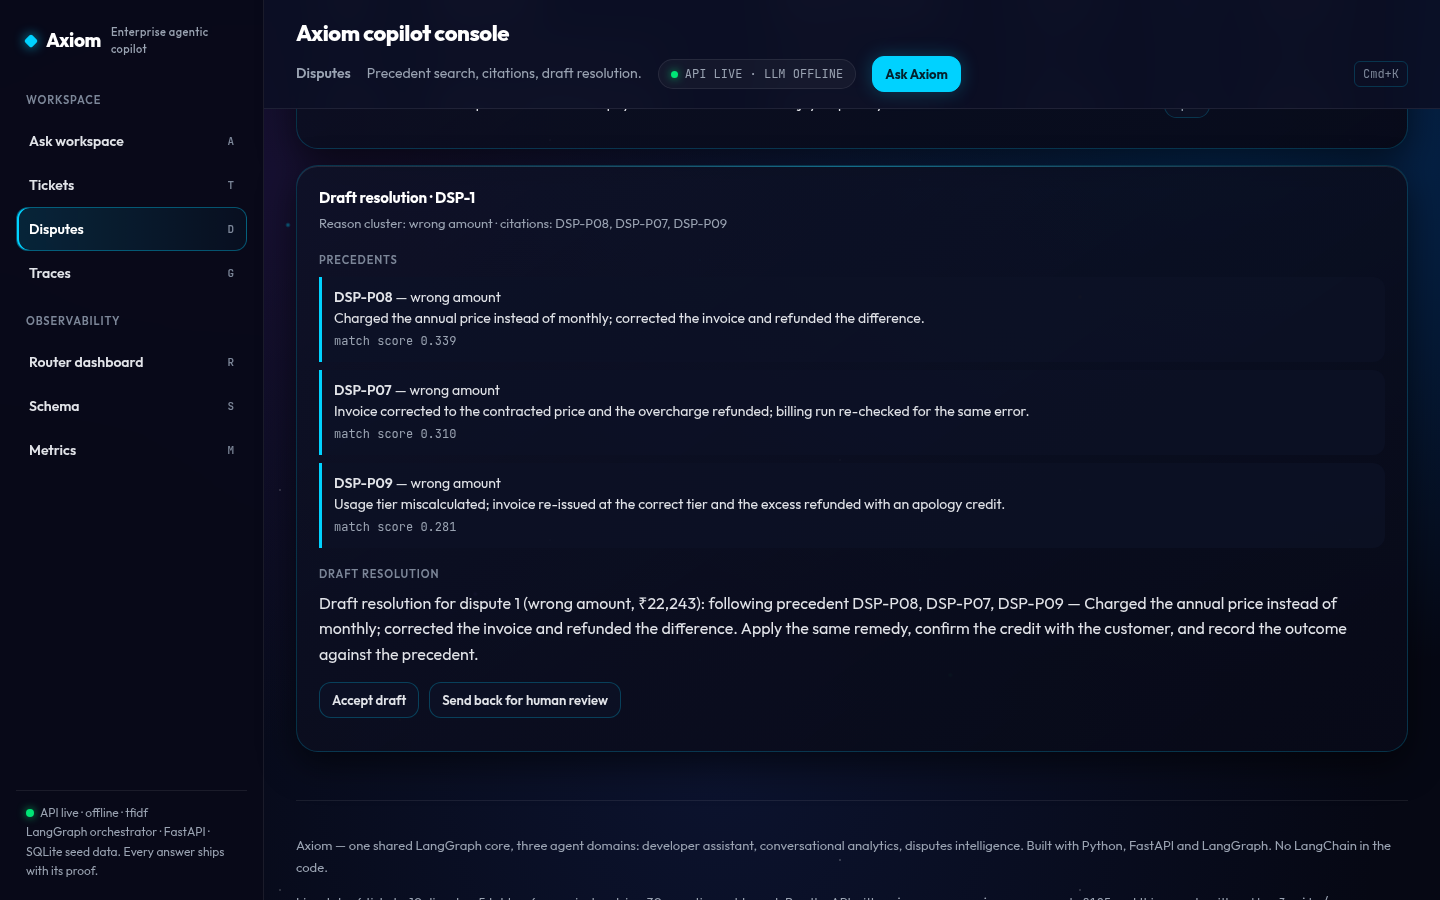 Axiom
Enterprise agentic
copilot
WORKSPACE
Ask workspace A
Tickets T
Disputes D
Traces G
OBSERVABILITY
Router dashboard R
Schema S
Metrics M
API live · offline · tfidf
LangGraph orchestrator · FastAPI ·
SQLite seed data. Every answer ships
with its proof.
Axiom copilot console
Disputes Precedent search, citations, draft resolution. API LIVE · LLM OFFLINE Ask Axiom Cmd+K
Draft resolution · DSP-1
Reason cluster: wrong amount · citations: DSP-P08, DSP-P07, DSP-P09
PRECEDENTS
DSP-P08 — wrong amount
Charged the annual price instead of monthly; corrected the invoice and refunded the difference.
match score 0.339
DSP-P07 — wrong amount
Invoice corrected to the contracted price and the overcharge refunded; billing run re-checked for the same error.
match score 0.310
DSP-P09 — wrong amount
Usage tier miscalculated; invoice re-issued at the correct tier and the excess refunded with an apology credit.
match score 0.281
DRAFT RESOLUTION
Draft resolution for dispute 1 (wrong amount, ₹22,243): following precedent DSP-P08, DSP-P07, DSP-P09 — Charged the annual price instead of
monthly; corrected the invoice and refunded the difference. Apply the same remedy, confirm the credit with the customer, and record the outcome
against the precedent.
Accept draft Send back for human review
Axiom — one shared LangGraph core, three agent domains: developer assistant, conversational analytics, disputes intelligence. Built with Python, FastAPI and LangGraph. No LangChain in the
code.